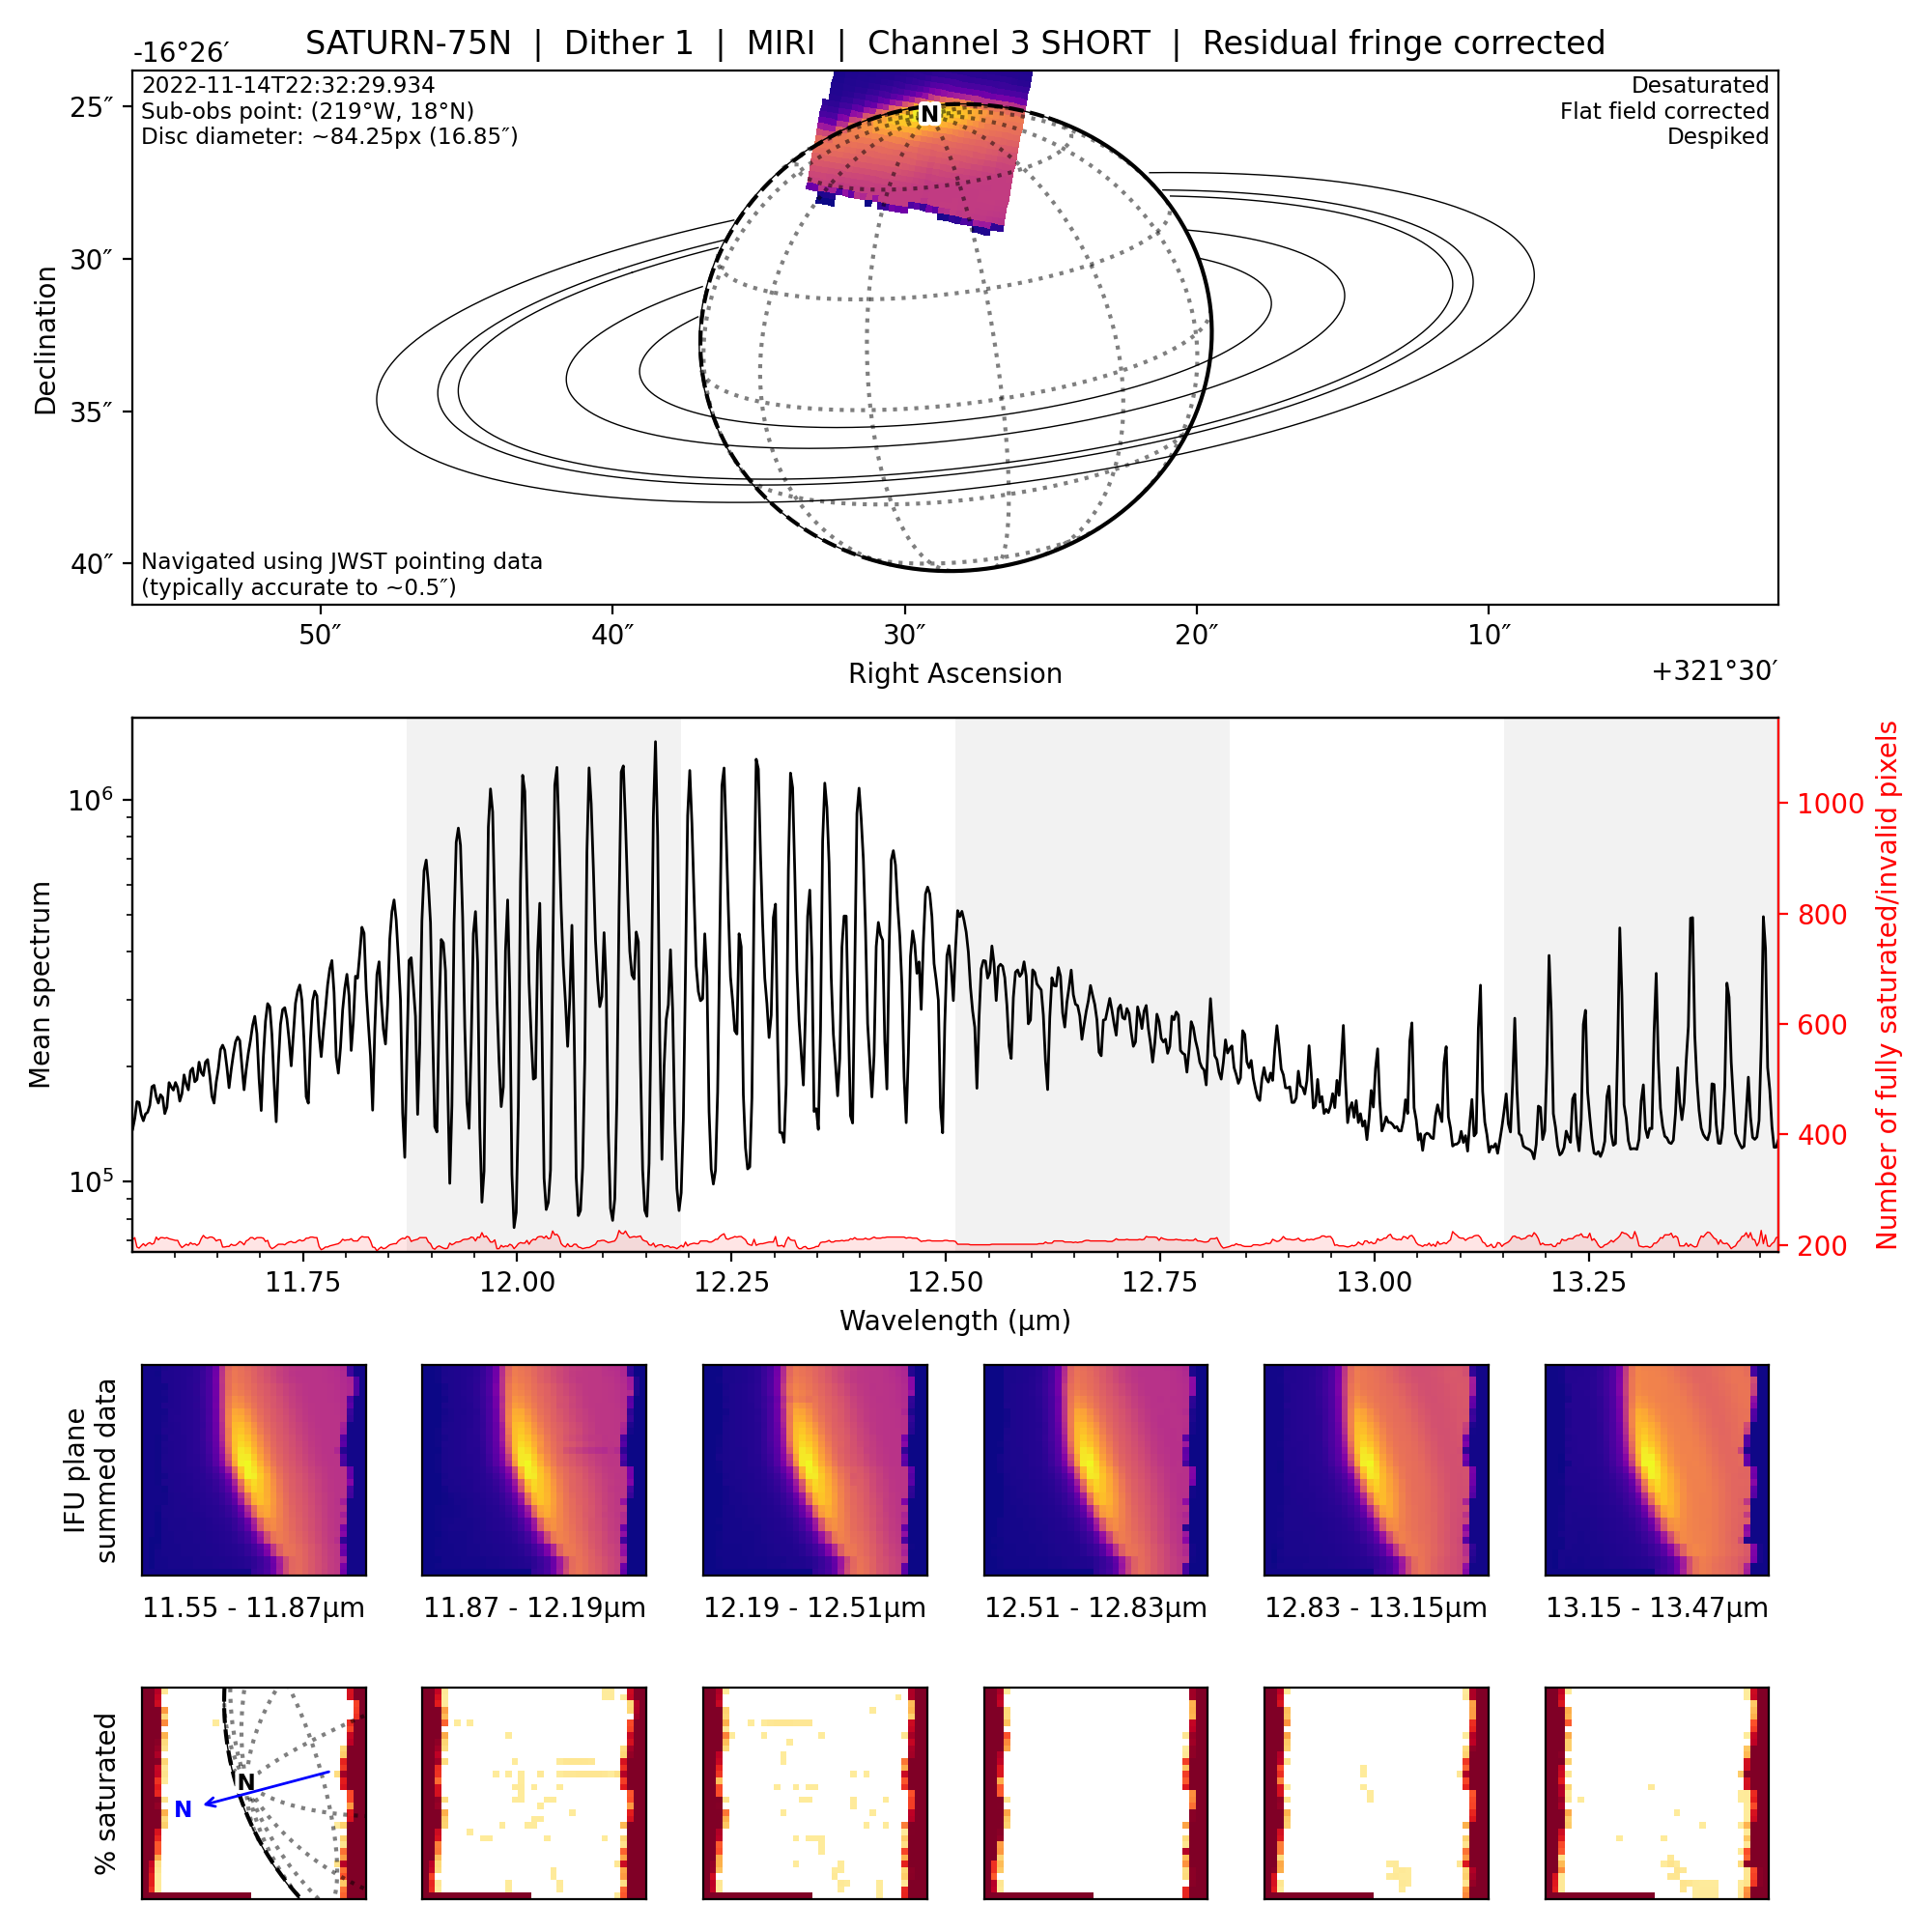 SATURN-75N | Dither 1 | MIRI | Channel 3 SHORT | Residual fringe corrected
-16°26′
2022-11-14T22:32:29.934
Sub-obs point: (219°W, 18°N)
Disc diameter: ~84.25px (16.85″)
Desaturated
Flat field corrected
Despiked
N
25″
30″
35″
40″
Declination
Navigated using JWST pointing data
(typically accurate to ~0.5″)
50″
40″
30″
20″
10″
Right Ascension
+321°30′
Mean spectrum
10⁶
10⁵
1000
800
600
400
200
Number of fully saturated/invalid pixels
11.75
12.00
12.25
12.50
12.75
13.00
13.25
Wavelength (µm)
IFU plane
summed data
11.55 - 11.87µm
11.87 - 12.19µm
12.19 - 12.51µm
12.51 - 12.83µm
12.83 - 13.15µm
13.15 - 13.47µm
% saturated
N
N